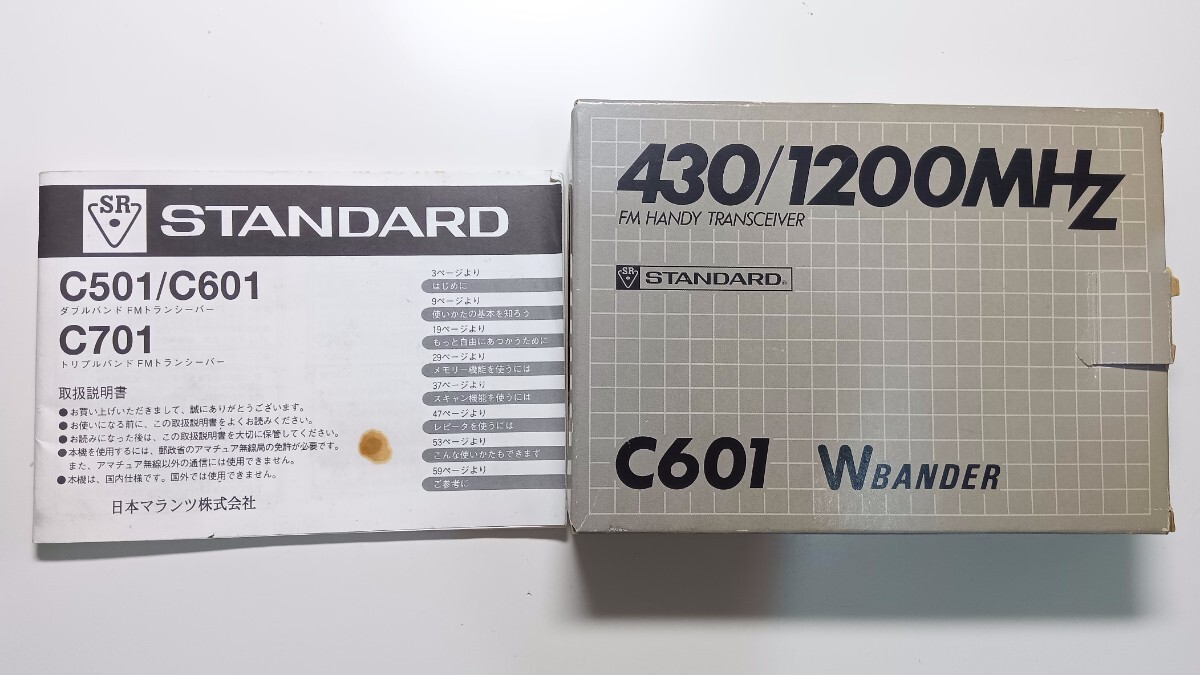 SR STANDARD
C501/C601
ダブルバンド FMトランシーバー
C701
トリプルバンド FMトランシーバー
取扱説明書
●お買い上げいただきまして、誠にありがとうございます。
●お使いになる前に、この取扱説明書をよくお読みください。
●お読みになった後は、この取扱説明書を大切に保管してください。
●本機を使用するには、郵政省のアマチュア無線局の免許が必要です。
また、アマチュア無線以外の通信には使用できません。
●本機は、国内仕様です。国外では使用できません。
日本マランツ株式会社
3ページより
はじめに
9ページより
使いかたの基本を知ろう
19ページより
もっと自由にあつかうために
29ページより
メモリー機能を使うには
37ページより
スキャン機能を使うには
47ページより
レピータを使うには
53ページより
こんな使いかたもできます
59ページより
ご参考に
430/1200MHz
FM HANDY TRANSCEIVER
SR STANDARD®
C601 WBANDER